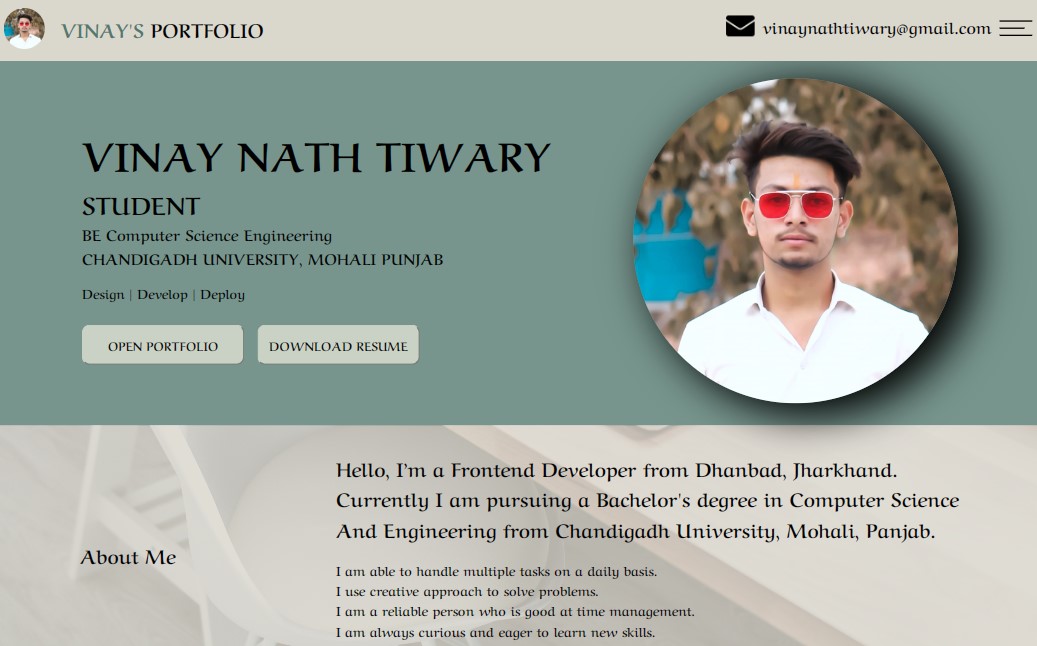 VINAY'S PORTFOLIO
vinaynathtiwary@gmail.com
VINAY NATH TIWARY
STUDENT
BE Computer Science Engineering
CHANDIGADH UNIVERSITY, MOHALI PUNJAB
Design | Develop | Deploy
OPEN PORTFOLIO
DOWNLOAD RESUME
About Me
Hello, I'm a Frontend Developer from Dhanbad, Jharkhand.
Currently I am pursuing a Bachelor's degree in Computer Science
And Engineering from Chandigadh University, Mohali, Panjab.
I am able to handle multiple tasks on a daily basis.
I use creative approach to solve problems.
I am a reliable person who is good at time management.
I am always curious and eager to learn new skills.